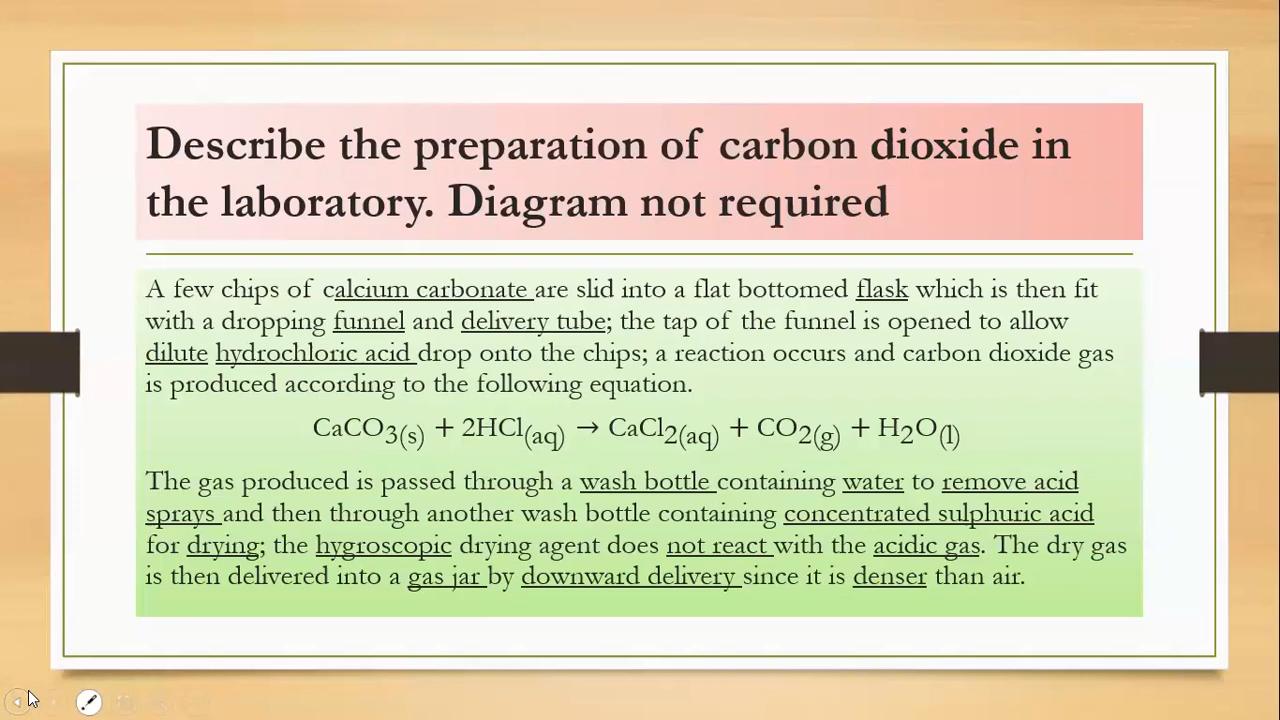 Describe the preparation of carbon dioxide in
the laboratory. Diagram not required
A few chips of calcium carbonate are slid into a flat bottomed flask which is then fit
with a dropping funnel and delivery tube; the tap of the funnel is opened to allow
dilute hydrochloric acid drop onto the chips; a reaction occurs and carbon dioxide gas
is produced according to the following equation.
CaCO3(s) + 2HCl(aq) → CaCl2(aq) + CO2(g) + H2O(l)
The gas produced is passed through a wash bottle containing water to remove acid
sprays and then through another wash bottle containing concentrated sulphuric acid
for drying; the hygroscopic drying agent does not react with the acidic gas. The dry gas
is then delivered into a gas jar by downward delivery since it is denser than air.